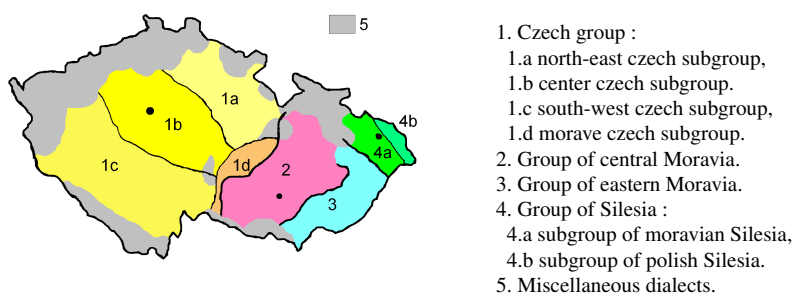 5
1a
1b
1c
1d
2
3
4a
4b
1. Czech group :
1.a north-east czech subgroup,
1.b center czech subgroup.
1.c south-west czech subgroup,
1.d morave czech subgroup.
2. Group of central Moravia.
3. Group of eastern Moravia.
4. Group of Silesia :
4.a subgroup of moravian Silesia,
4.b subgroup of polish Silesia.
5. Miscellaneous dialects.